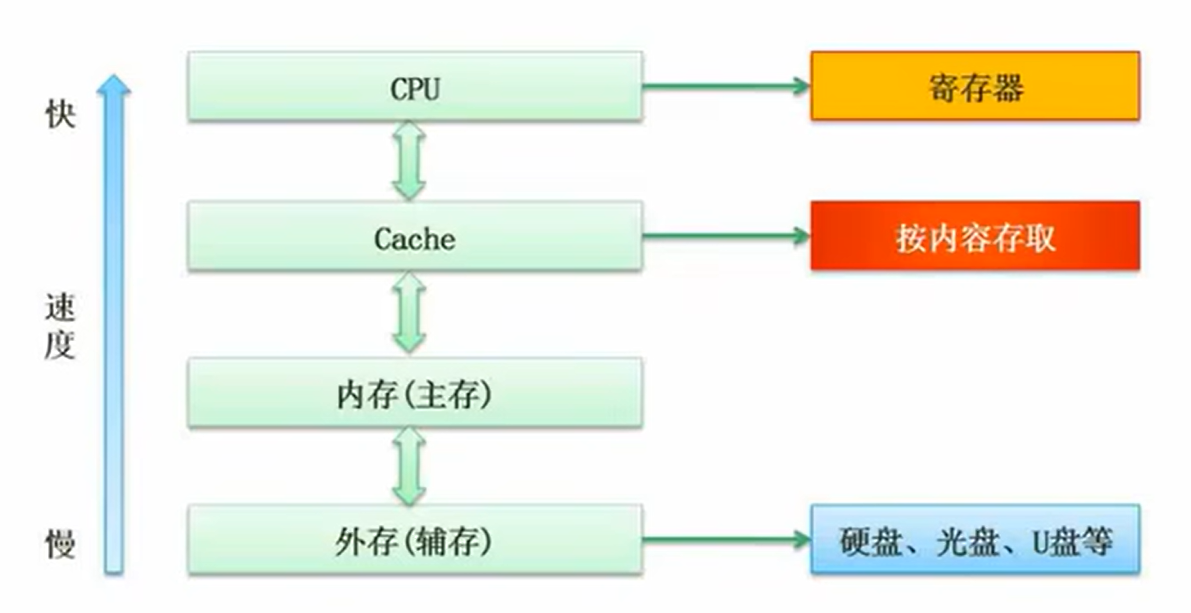 快
CPU
寄存器
Cache
按内容存取
速
度
内存(主存)
慢
外存(辅存)
硬盘、光盘、U盘等